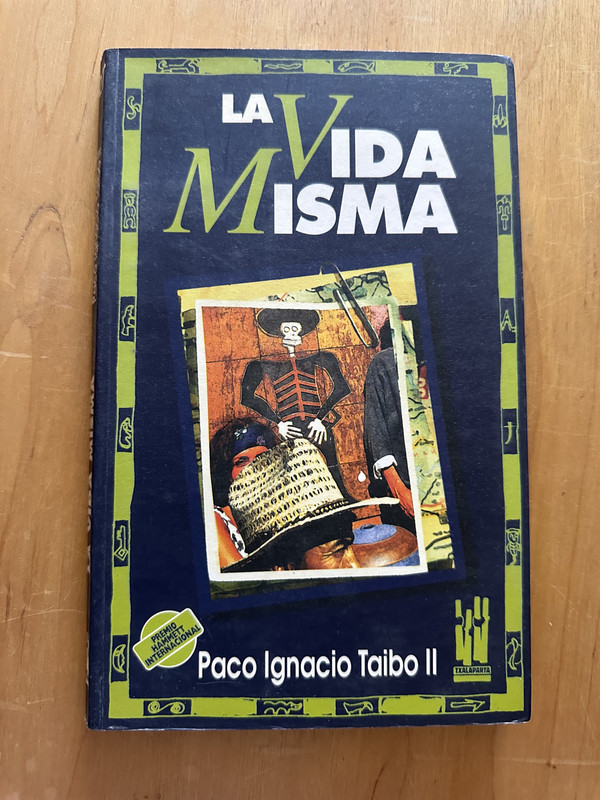 LA VIDA
MISMA
PREMIO
HAMMETT
INTERNACIONAL
Paco Ignacio Taibo II
TXALAPARTA